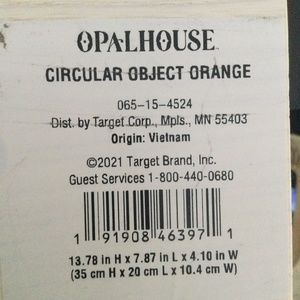 OPALHOUSE
CIRCULAR OBJECT ORANGE
065-15-4524
Dist. by Target Corp., Mpls., MN 55403
Origin: Vietnam
©2021 Target Brand, Inc.
Guest Services 1-800-440-0680
1 91908 46397 1
13.78 in H x 7.87 in L x 4.10 in W
(35 cm H x 20 cm L x 10.4 cm W)